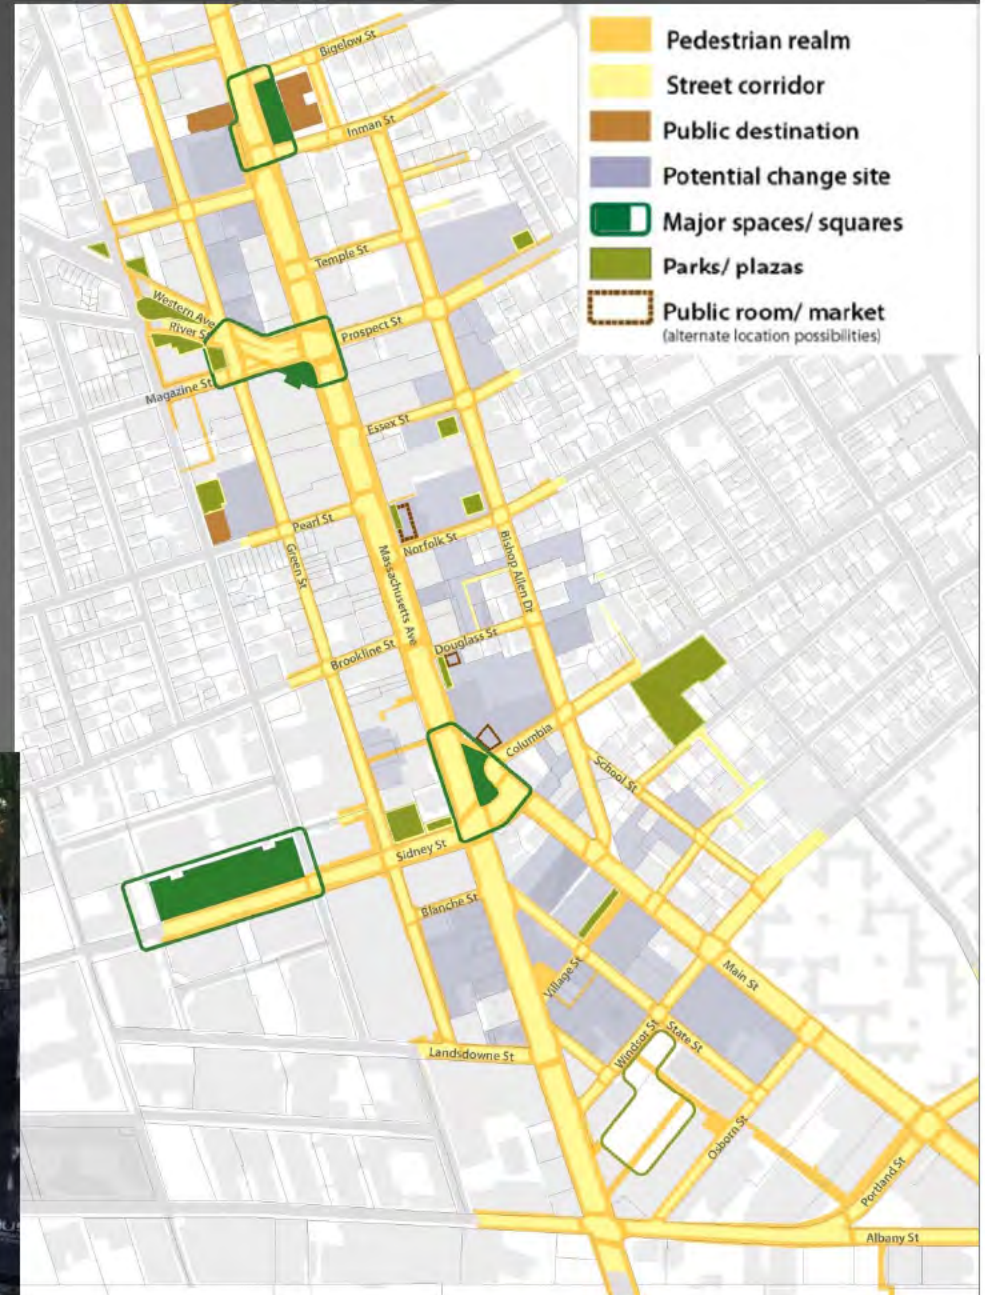 Pedestrian realm
Street corridor
Public destination
Potential change site
Major spaces/ squares
Parks/ plazas
Public room/ market
(alternate location possibilities)
Bigelow St
Inman St
Temple St
Western Ave
River S
Prospect St
Magazine St
Essex St
Pearl St
Norfolk St
Green St
Massachusetts Ave
Bishop Allen Dr
Brookline St
Douglass St
Columbia
School St
Sidney St
Blanche St
Village St
Main St
Landsdowne St
Windsor St
State St
Osborn St
Portland St
Albany St